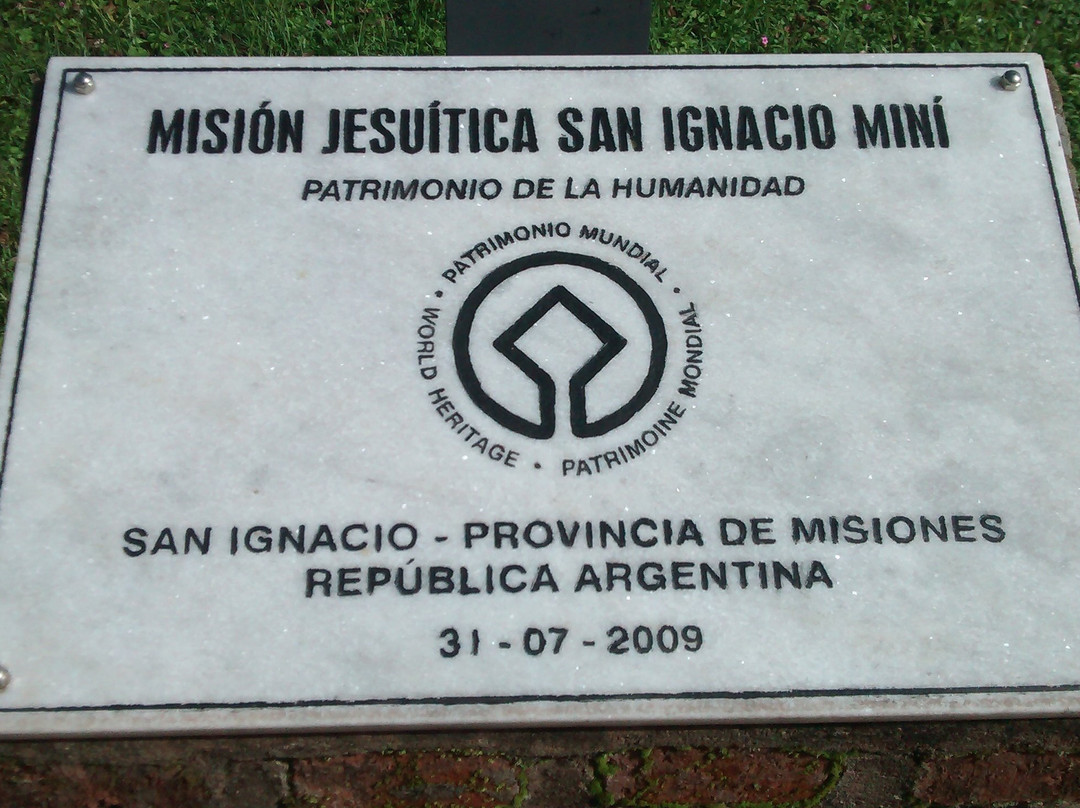 MISIÓN JESUÍTICA SAN IGNACIO MINÍ
PATRIMONIO DE LA HUMANIDAD
• PATRIMONIO MUNDIAL •
WORLD HERITAGE • PATRIMOINE MONDIAL
SAN IGNACIO - PROVINCIA DE MISIONES
REPÚBLICA ARGENTINA
31 - 07 - 2009